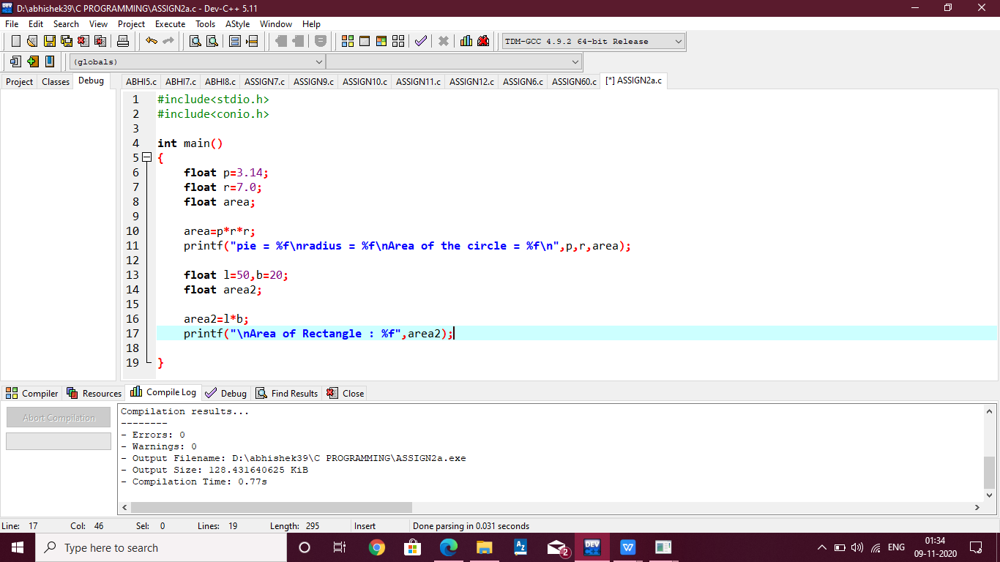 D:\abhishek39\C PROGRAMMING\ASSIGN2a.c - Dev-C++ 5.11
File Edit Search View Project Execute Tools AStyle Window Help
TDM-GCC 4.9.2 64-bit Release
(globals)
Project Classes Debug ABHI5.c ABHI7.c ABHI8.c ASSIGN7.c ASSIGN9.c ASSIGN10.c ASSIGN11.c ASSIGN12.c ASSIGN6.c ASSIGN60.c [*] ASSIGN2a.c
1 #include<stdio.h>
2 #include<conio.h>
3
4 int main()
5 {
6 float p=3.14;
7 float r=7.0;
8 float area;
9
10 area=p*r*r;
11 printf("pie = %f\nradius = %f\nArea of the circle = %f\n",p,r,area);
12
13 float l=50,b=20;
14 float area2;
15
16 area2=l*b;
17 printf("\nArea of Rectangle : %f",area2);
18
19 }
Compiler Resources Compile Log Debug Find Results Close
Abort Compilation
Compilation results...
--------
- Errors: 0
- Warnings: 0
- Output Filename: D:\abhishek39\C PROGRAMMING\ASSIGN2a.exe
- Output Size: 128.431640625 KiB
- Compilation Time: 0.77s
Line: 17 Col: 46 Sel: 0 Lines: 19 Length: 295 Insert Done parsing in 0.031 seconds
Type here to search
2
DEV
W
ENG
01:34
09-11-2020